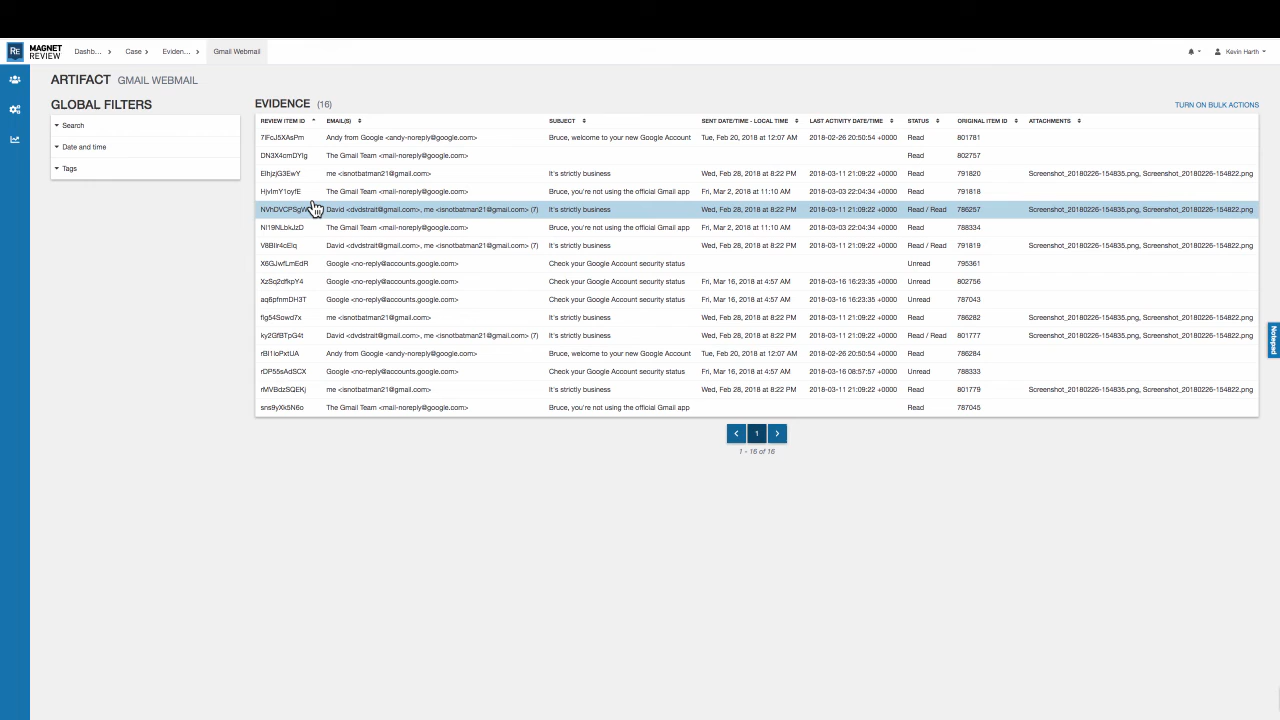 RE MAGNET REVIEW Dashb... > Case > Eviden... > Gmail Webmail Kevin Harth
ARTIFACT GMAIL WEBMAIL
GLOBAL FILTERS
Search
Date and time
Tags
EVIDENCE (16) TURN ON BULK ACTIONS
REVIEW ITEM ID EMAIL(S) SUBJECT SENT DATE/TIME - LOCAL TIME LAST ACTIVITY DATE/TIME STATUS ORIGINAL ITEM ID ATTACHMENTS
7IFcJ5XAsPm Andy from Google <andy-noreply@google.com> Bruce, welcome to your new Google Account Tue, Feb 20, 2018 at 12:07 AM 2018-02-26 20:50:54 +0000 Read 801781
DN3X4cmDYIg The Gmail Team <mail-noreply@google.com> Read 802757
EIhjzjG3EwY me <isnotbatman21@gmail.com> It's strictly business Wed, Feb 28, 2018 at 8:22 PM 2018-03-11 21:09:22 +0000 Read 791820 Screenshot_20180226-154835.png, Screenshot_20180226-154822.png
HjvImY1oyfE The Gmail Team <mail-noreply@google.com> Bruce, you're not using the official Gmail app Fri, Mar 2, 2018 at 11:10 AM 2018-03-03 22:04:34 +0000 Read 791818
David <dvdstrait@gmail.com>, me <isnotbatman21@gmail.com> (7) It's strictly business Wed, Feb 28, 2018 at 8:22 PM 2018-03-11 21:09:22 +0000 Read / Read 786257 Screenshot_20180226-154835.png, Screenshot_20180226-154822.png
NI19NLbkJzD The Gmail Team <mail-noreply@google.com> Bruce, you're not using the official Gmail app Fri, Mar 2, 2018 at 11:10 AM 2018-03-03 22:04:34 +0000 Read 788334
V8BIlr4cEIq David <dvdstrait@gmail.com>, me <isnotbatman21@gmail.com> (7) It's strictly business Wed, Feb 28, 2018 at 8:22 PM 2018-03-11 21:09:22 +0000 Read / Read 791819 Screenshot_20180226-154835.png, Screenshot_20180226-154822.png
X6GJwfLmEdR Google <no-reply@accounts.google.com> Check your Google Account security status Unread 795361
XzSq2dfkpY4 Google <no-reply@accounts.google.com> Check your Google Account security status Fri, Mar 16, 2018 at 4:57 AM 2018-03-16 16:23:35 +0000 Unread 802756
aq6pfnmDH3T Google <no-reply@accounts.google.com> Check your Google Account security status Fri, Mar 16, 2018 at 4:57 AM 2018-03-16 16:23:35 +0000 Unread 787043
flg54Sowd7x me <isnotbatman21@gmail.com> It's strictly business Wed, Feb 28, 2018 at 8:22 PM 2018-03-11 21:09:22 +0000 Read 786282 Screenshot_20180226-154835.png, Screenshot_20180226-154822.png
ky2GfBTpG4t David <dvdstrait@gmail.com>, me <isnotbatman21@gmail.com> (7) It's strictly business Wed, Feb 28, 2018 at 8:22 PM 2018-03-11 21:09:22 +0000 Read / Read 801777 Screenshot_20180226-154835.png, Screenshot_20180226-154822.png
rBI1IoPxtUA Andy from Google <andy-noreply@google.com> Bruce, welcome to your new Google Account Tue, Feb 20, 2018 at 12:07 AM 2018-02-26 20:50:54 +0000 Read 786284
rDP55sAdSCX Google <no-reply@accounts.google.com> Check your Google Account security status Fri, Mar 16, 2018 at 4:57 AM 2018-03-16 08:57:57 +0000 Unread 788333
rMVBdzSQEKj me <isnotbatman21@gmail.com> It's strictly business Wed, Feb 28, 2018 at 8:22 PM 2018-03-11 21:09:22 +0000 Read 801779 Screenshot_20180226-154835.png, Screenshot_20180226-154822.png
sns9yXk5N6o The Gmail Team <mail-noreply@google.com> Bruce, you're not using the official Gmail app Read 787045
Notepad
< 1 >
1 - 16 of 16